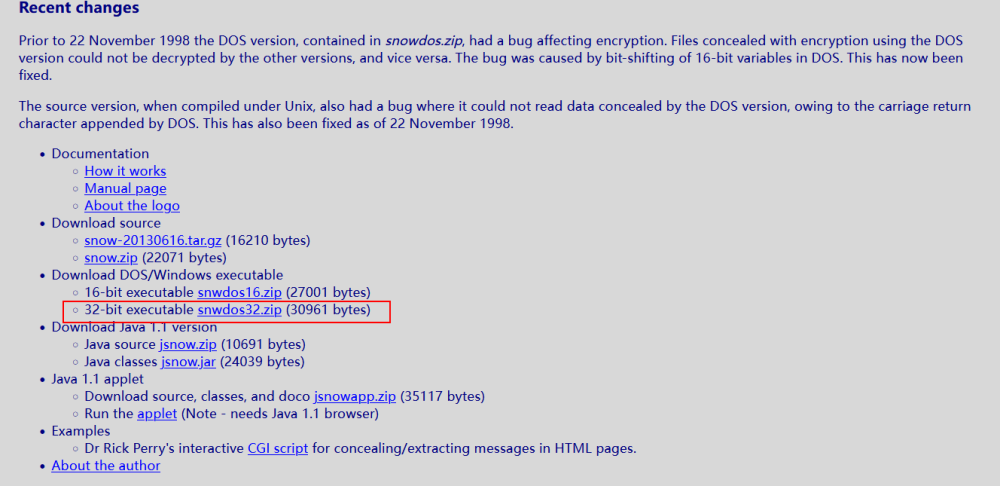 Recent changes
Prior to 22 November 1998 the DOS version, contained in snowdos.zip, had a bug affecting encryption. Files concealed with encryption using the DOS
version could not be decrypted by the other versions, and vice versa. The bug was caused by bit-shifting of 16-bit variables in DOS. This has now been
fixed.
The source version, when compiled under Unix, also had a bug where it could not read data concealed by the DOS version, owing to the carriage return
character appended by DOS. This has also been fixed as of 22 November 1998.
• Documentation
◦ How it works
◦ Manual page
◦ About the logo
• Download source
◦ snow-20130616.tar.gz (16210 bytes)
◦ snow.zip (22071 bytes)
• Download DOS/Windows executable
◦ 16-bit executable snwdos16.zip (27001 bytes)
◦ 32-bit executable snwdos32.zip (30961 bytes)
• Download Java 1.1 version
◦ Java source jsnow.zip (10691 bytes)
◦ Java classes jsnow.jar (24039 bytes)
• Java 1.1 applet
◦ Download source, classes, and doco jsnowapp.zip (35117 bytes)
◦ Run the applet (Note - needs Java 1.1 browser)
• Examples
◦ Dr Rick Perry's interactive CGI script for concealing/extracting messages in HTML pages.
• About the author